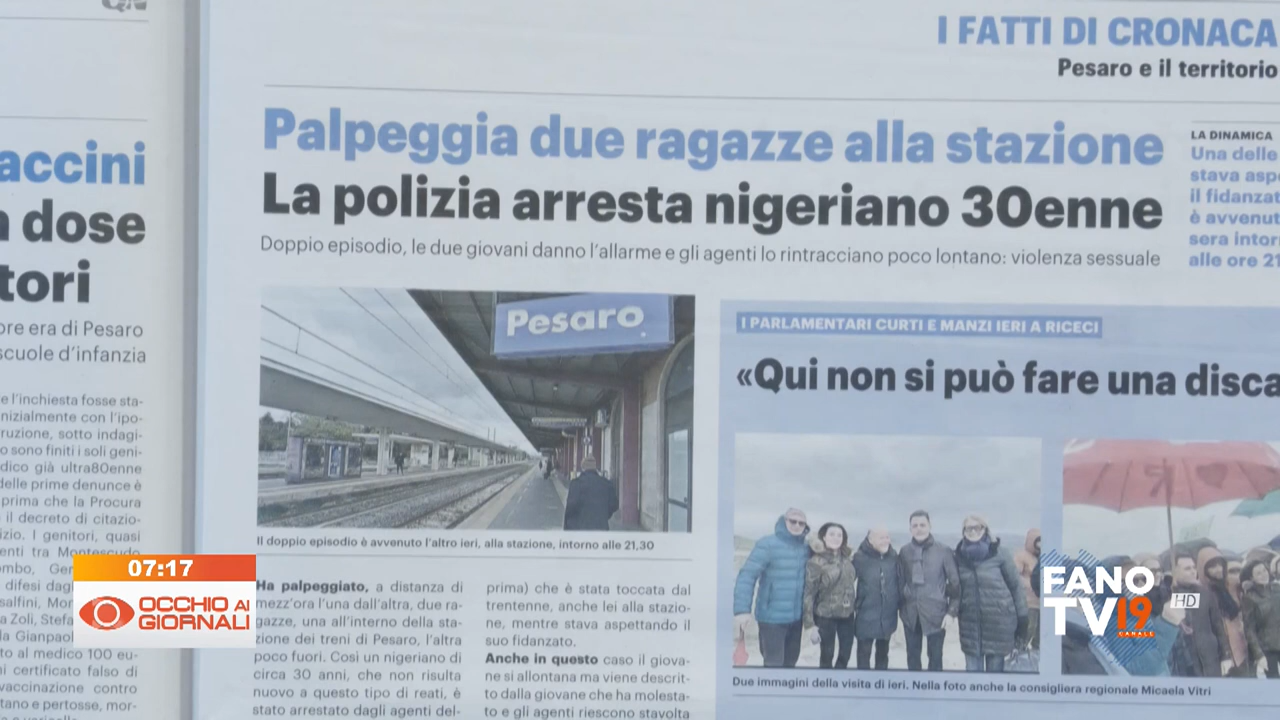 I FATTI DI CRONACA
Pesaro e il territorio
accini
dose
tori
ore era di Pesaro
scuole d'infanzia
e l'inchiesta fosse sta-
nizialmente con l'ipo-
ruzione, sotto indagi-
o sono finiti i soli geni-
dico già ultra80enne
delle prime denunce è
prima che la Procura
il decreto di citazio-
izio. I genitori, quasi
enti tra Montescudo
difesi dagl
salfini, Mor
a Zoli, Stefa
la Gianpaol
to al medico 100 eu-
ni certificato falso di
vaccinazione contro
tano e pertosse, mor-
Palpeggia due ragazze alla stazione
La polizia arresta nigeriano 30enne
Doppio episodio, le due giovani danno l'allarme e gli agenti lo rintracciano poco lontano: violenza sessuale
LA DINAMICA
Una delle
stava aspe
il fidanzat
è avvenut
sera intor
alle ore 21
Pesaro
Il doppio episodio è avvenuto l'altro ieri, alla stazione, intorno alle 21,30
Ha palpeggiato, a distanza di
mezz'ora l'una dall'altra, due ra-
gazze, una all'interno della sta-
zione dei treni di Pesaro, l'altra
poco fuori. Così un nigeriano di
circa 30 anni, che non risulta
nuovo a questo tipo di reati, è
stato arrestato dagli agenti del-
prima) che è stata toccata dal
trentenne, anche lei alla stazio-
ne, mentre stava aspettando il
suo fidanzato.
Anche in questo caso il giova-
ne si allontana ma viene descrit-
to dalla giovane che ha molesta-
to e gli agenti riescono stavolta
I PARLAMENTARI CURTI E MANZI IERI A RICECI
«Qui non si può fare una disca
Due immagini della visita di ieri. Nella foto anche la consigliera regionale Micaela Vitri
07:17
OCCHIO AI
GIORNALI
FANO
TV19
CANALE
HD